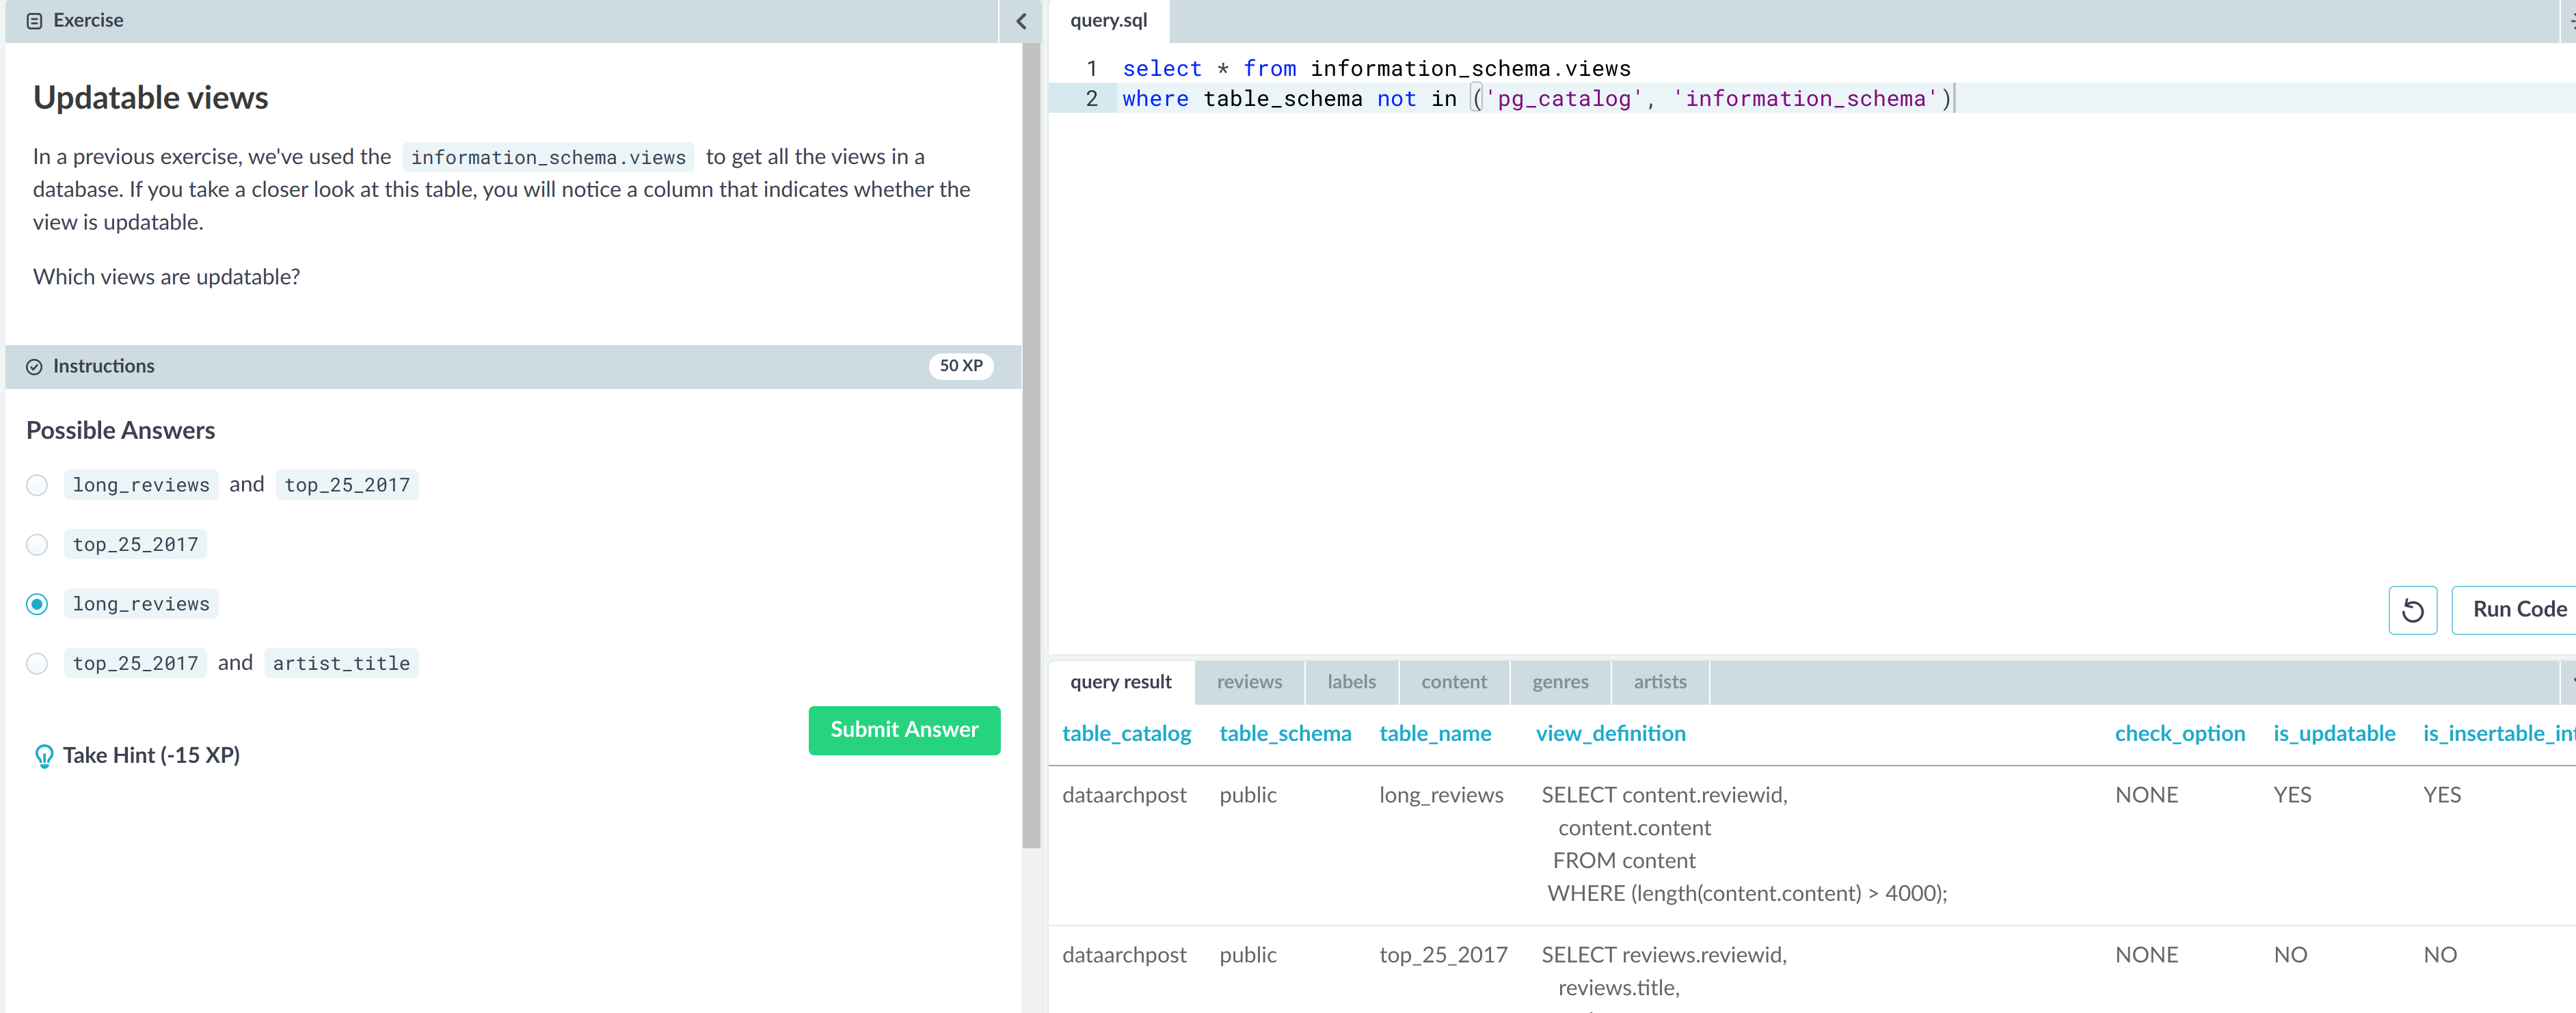 Exercise
Updatable views
In a previous exercise, we've used the information_schema.views to get all the views in a
database. If you take a closer look at this table, you will notice a column that indicates whether the
view is updatable.
Which views are updatable?
Instructions
50 XP
Possible Answers
long_reviews and top_25_2017
top_25_2017
long_reviews
top_25_2017 and artist_title
Submit Answer
Take Hint (-15 XP)
query.sql
1 select * from information_schema.views
2 where table_schema not in ('pg_catalog', 'information_schema')
Run Code
query result reviews labels content genres artists
table_catalog table_schema table_name view_definition check_option is_updatable is_insertable_in
dataarchpost public long_reviews SELECT content.reviewid, NONE YES YES
content.content
FROM content
WHERE (length(content.content) > 4000);
dataarchpost public top_25_2017 SELECT reviews.reviewid, NONE NO NO
reviews.title,